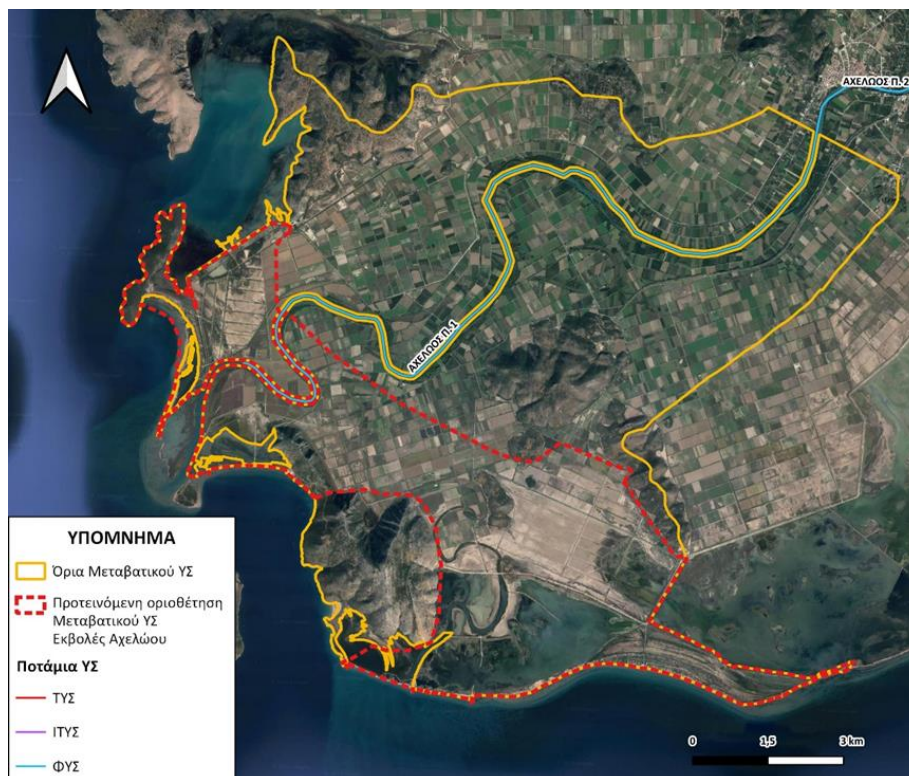 ΑΧΕΛΩΟΣ Π. 2
ΑΧΕΛΩΟΣ Π. 1
ΥΠΟΜΝΗΜΑ
Όρια Μεταβατικού ΥΣ
Προτεινόμενη οριοθέτηση
Μεταβατικού ΥΣ
Εκβολές Αχελώου
Ποτάμια ΥΣ
ΤΥΣ
ΙΤΥΣ
ΦΥΣ
0 1,5 3 km